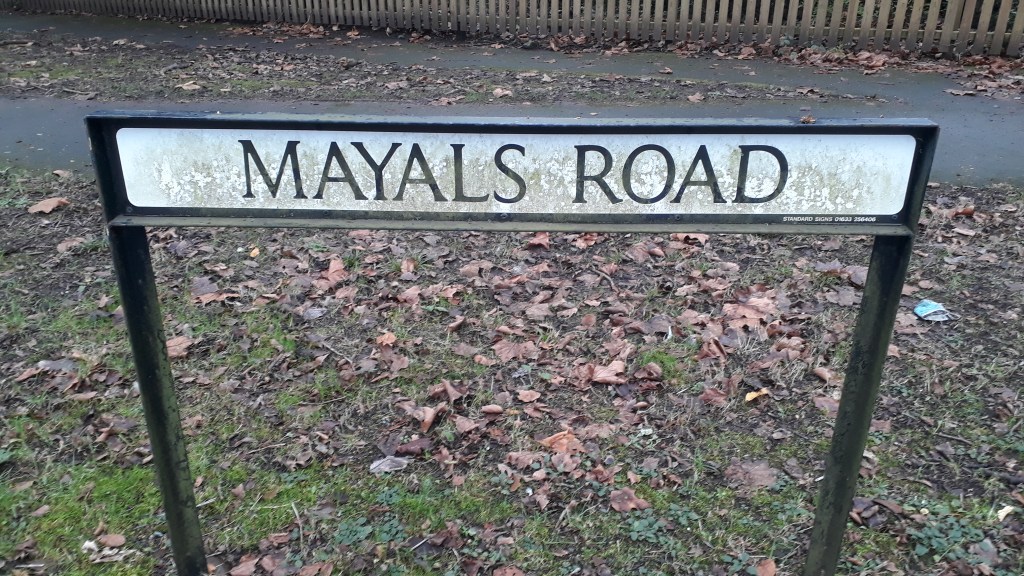 MAYALS ROAD
STANDARD SIGNS 01633 256406